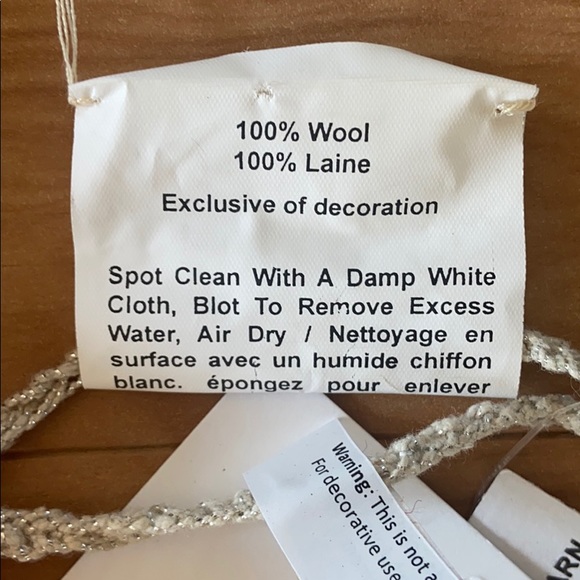 100% Wool
100% Laine
Exclusive of decoration
Spot Clean With A Damp White
Cloth, Blot To Remove Excess
Water, Air Dry / Nettoyage en
surface avec un humide chiffon
blanc. épongez pour enlever
Warning: This is not a
For decorative use
ARN